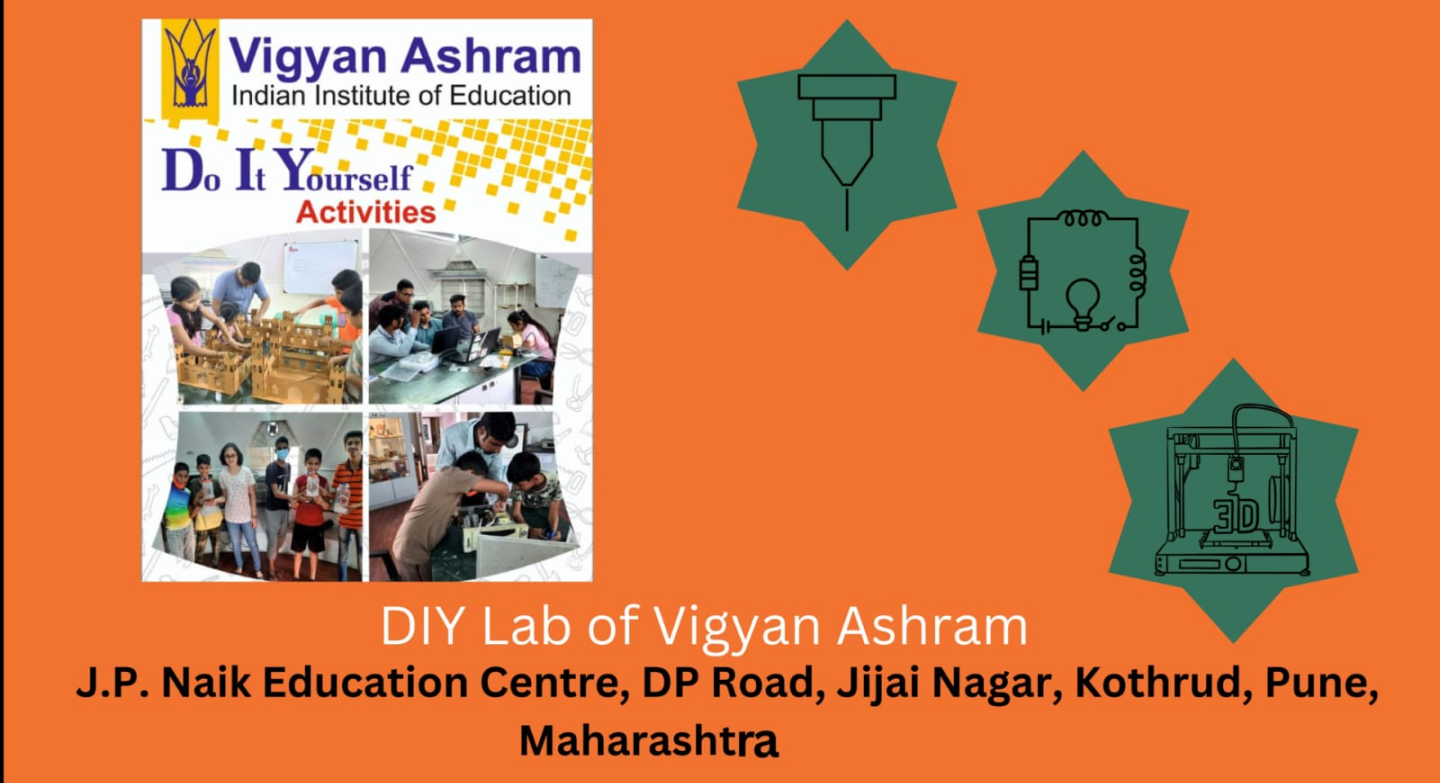 Vigyan Ashram
Indian Institute of Education
Do It Yourself
Activities
3D
DIY Lab of Vigyan Ashram
J.P. Naik Education Centre, DP Road, Jijai Nagar, Kothrud, Pune,
Maharashtra